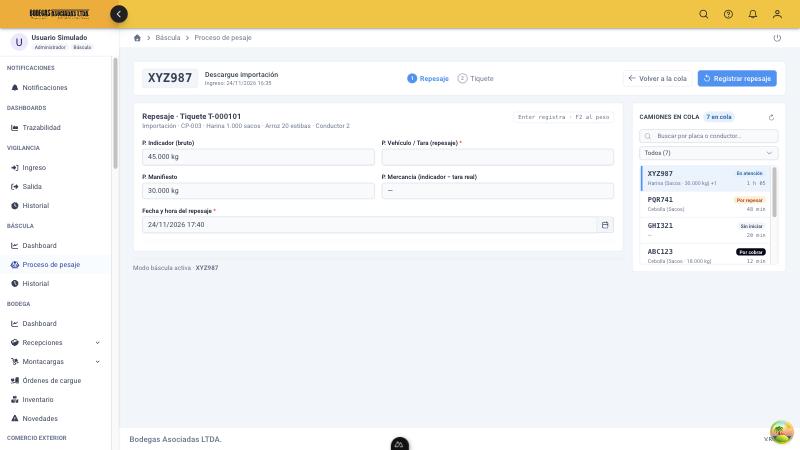 BODEGAS ASOCIADAS LTDA.
U
Usuario Simulado
Administrador
Báscula
NOTIFICACIONES
Notificaciones
DASHBOARDS
Trazabilidad
VIGILANCIA
Ingreso
Salida
Historial
BÁSCULA
Dashboard
Proceso de pesaje
Historial
BODEGA
Dashboard
Recepciones
Montacargas
Órdenes de cargue
Inventario
Novedades
COMERCIO EXTERIOR
Báscula
Proceso de pesaje
XYZ987
Descargue importación
Ingreso: 24/11/2026 16:35
1 Repesaje
2 Tiquete
Volver a la cola
Registrar repesaje
Repesaje · Tiquete T-000101
Importación · CP-003 · Harina 1.000 sacos · Arroz 20 estibas · Conductor 2
Enter registra · F2 al peso
P. Indicador (bruto)
45.000 kg
P. Vehículo / Tara (repesaje) *
P. Manifiesto
30.000 kg
P. Mercancía (indicador − tara real)
—
Fecha y hora del repesaje *
24/11/2026 17:40
Modo báscula activa · XYZ987
CAMIONES EN COLA
7 en cola
Buscar por placa o conductor...
Todos (7)
XYZ987
En atención
Harina (Sacos · 30.000 kg) +1
1 h 05
PQR741
Por repesar
Cebolla (Sacos)
48 min
GHI321
Sin iniciar
—
20 min
ABC123
Por cobrar
Cebolla (Sacos · 18.000 kg)
12 min
Bodegas Asociadas LTDA.